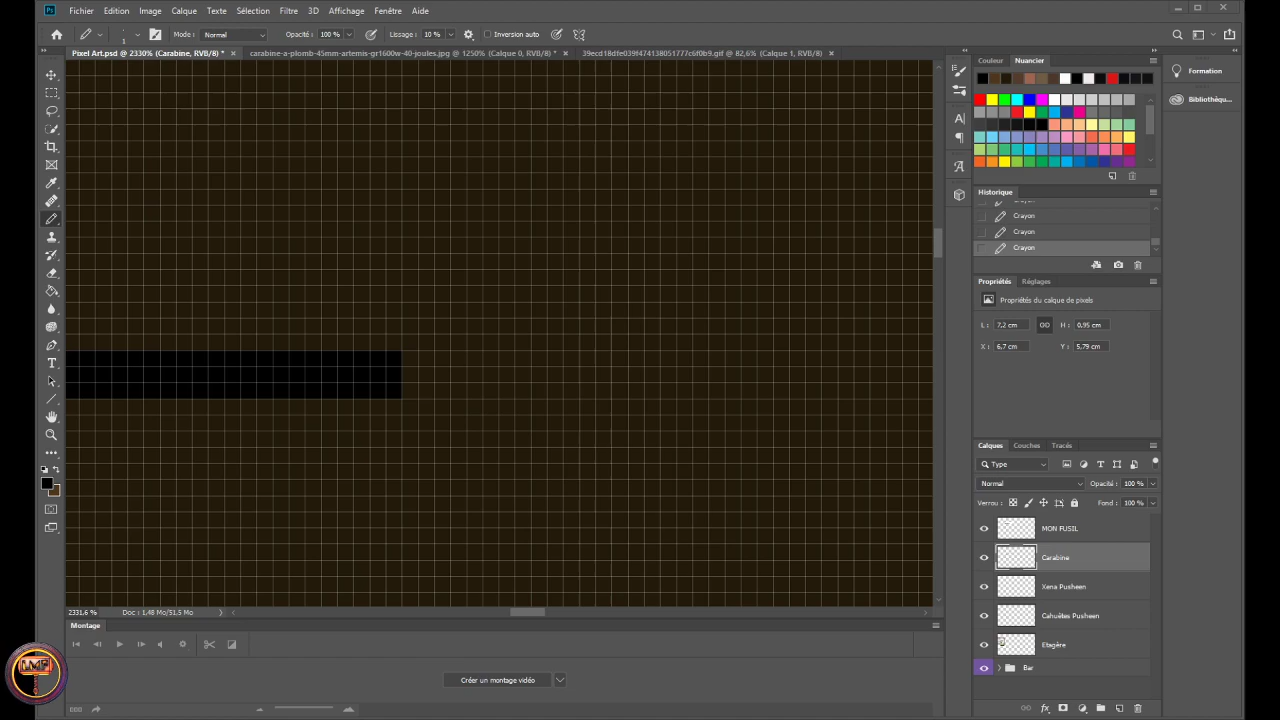 Ps Fichier Edition Image Calque Texte Sélection Filtre 3D Affichage Fenêtre Aide
1 Mode : Normal Opacité : 100 % Lissage : 10 % Inversion auto
Pixel Art.psd @ 2330% (Carabine, RVB/8) * carabine-a-plomb-45mm-artemis-gr1600w-40-joules.jpg @ 1250% (Calque 0, RVB/8) * 39ecd18dfe039f474138051777c6f0b9.gif @ 82,6% (Calque 1, RVB/8)
Couleur Nuancier
Formation
Bibliothèqu...
Historique
Crayon
Crayon
Crayon
Propriétés Réglages
Propriétés du calque de pixels
L : 7,2 cm H : 0,95 cm
X : 6,7 cm Y : 5,79 cm
Calques Couches Tracés
Type
Normal Opacité : 100 %
Verrou : Fond : 100 %
MON FUSIL
Carabine
Xena Pusheen
Cahuètes Pusheen
Etagère
Bar
2331,6 % Doc : 1,48 Mo/51,5 Mo
Montage
Créer un montage vidéo
LMP